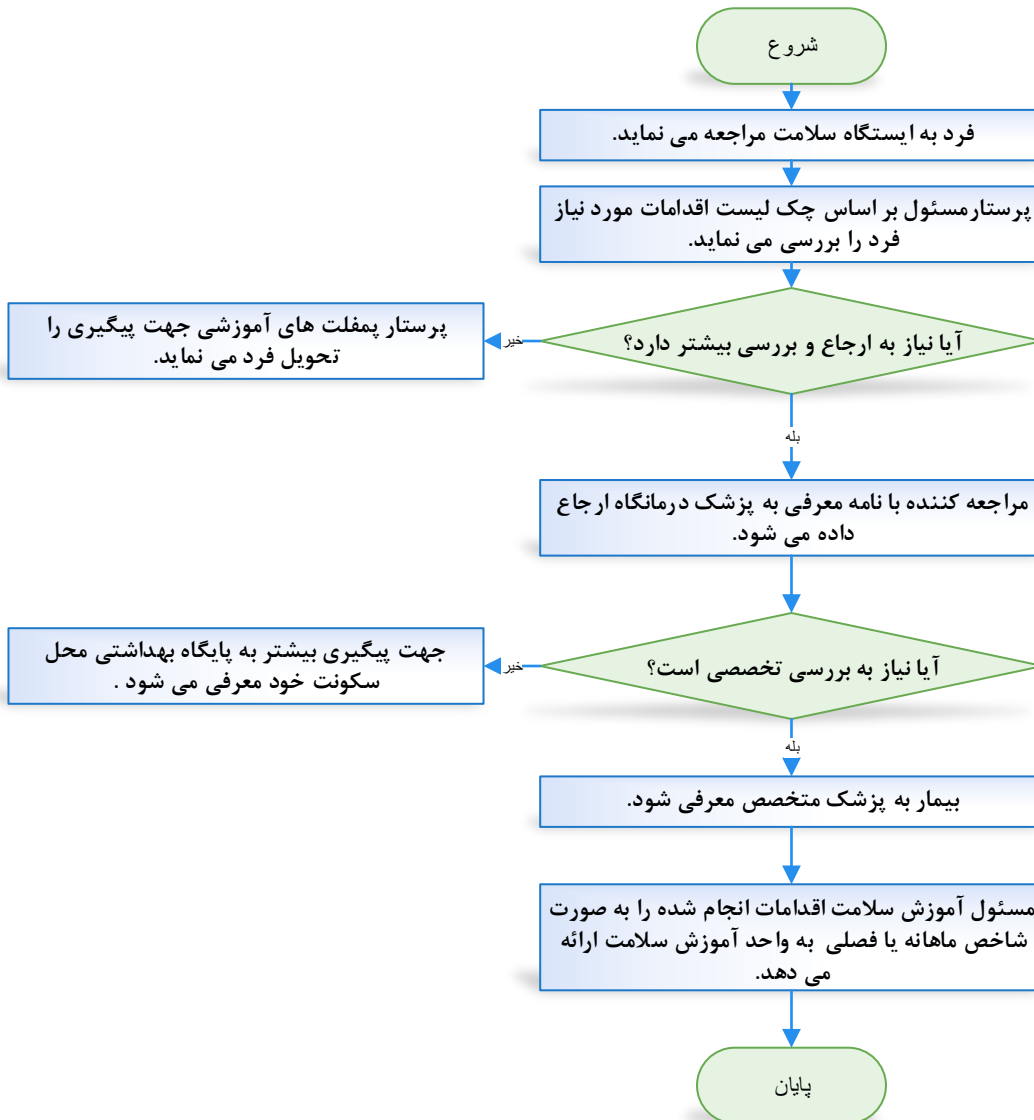 شروع
فرد به ایستگاه سلامت مراجعه می نماید.
پرستارمسئول بر اساس چک لیست اقدامات مورد نیاز
فرد را بررسی می نماید.
آیا نیاز به ارجاع و بررسی بیشتر دارد؟
خیر
پرستار پمفلت های آموزشی جهت پیگیری را
تحویل فرد می نماید.
بله
مراجعه کننده با نامه معرفی به پزشک درمانگاه ارجاع
داده می شود.
آیا نیاز به بررسی تخصصی است؟
خیر
جهت پیگیری بیشتر به پایگاه بهداشتی محل
سکونت خود معرفی می شود .
بله
بیمار به پزشک متخصص معرفی شود.
مسئول آموزش سلامت اقدامات انجام شده را به صورت
شاخص ماهانه یا فصلی به واحد آموزش سلامت ارائه
می دهد.
پایان